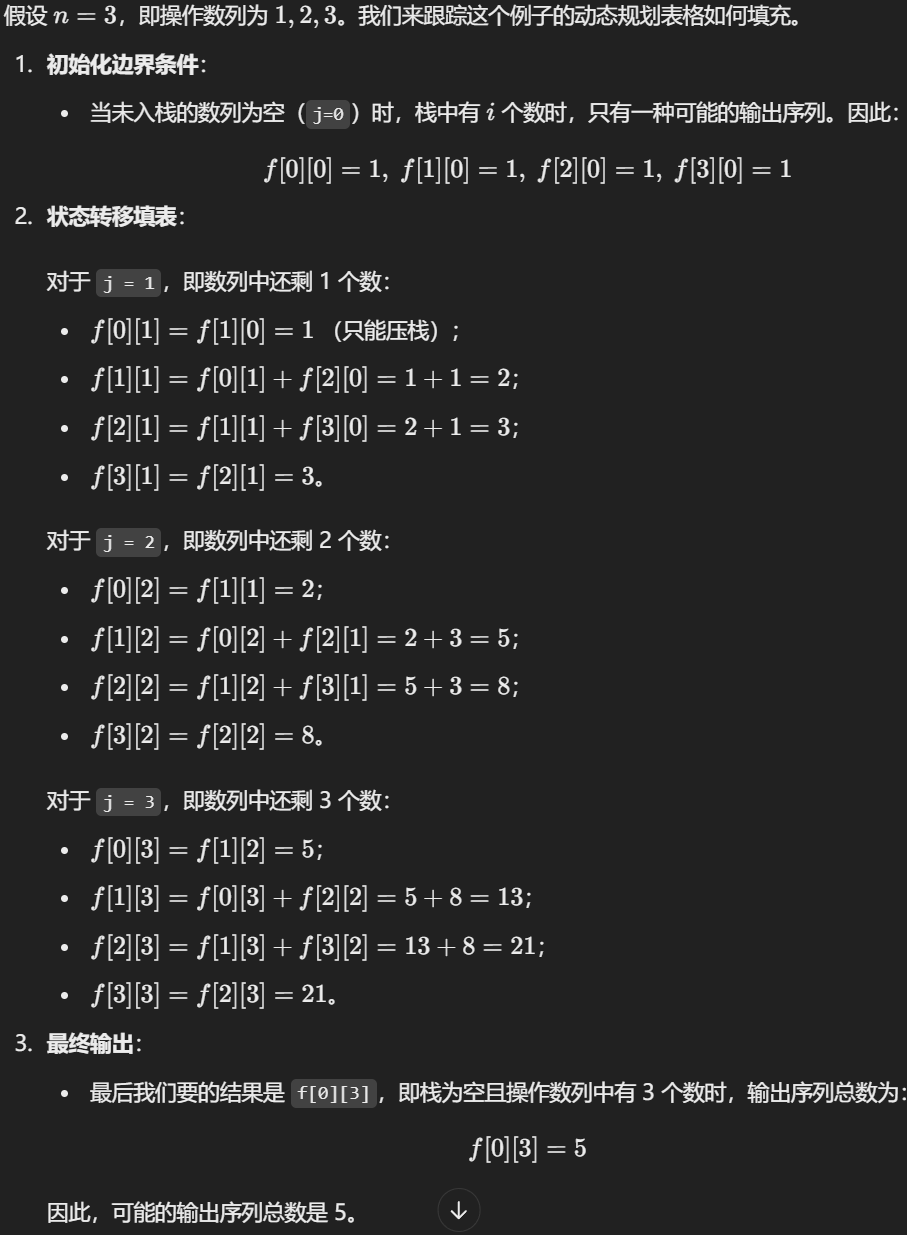 假设 n = 3，即操作数列为 1, 2, 3。我们来跟踪这个例子的动态规划表格如何填充。
1. 初始化边界条件：
• 当未入栈的数列为空（j=0）时，栈中有 i 个数时，只有一种可能的输出序列。因此：
f[0][0] = 1, f[1][0] = 1, f[2][0] = 1, f[3][0] = 1
2. 状态转移填表：
对于 j = 1，即数列中还剩 1 个数：
• f[0][1] = f[1][0] = 1 （只能压栈）；
• f[1][1] = f[0][1] + f[2][0] = 1 + 1 = 2；
• f[2][1] = f[1][1] + f[3][0] = 2 + 1 = 3；
• f[3][1] = f[2][1] = 3。
对于 j = 2，即数列中还剩 2 个数：
• f[0][2] = f[1][1] = 2；
• f[1][2] = f[0][2] + f[2][1] = 2 + 3 = 5；
• f[2][2] = f[1][2] + f[3][1] = 5 + 3 = 8；
• f[3][2] = f[2][2] = 8。
对于 j = 3，即数列中还剩 3 个数：
• f[0][3] = f[1][2] = 5；
• f[1][3] = f[0][3] + f[2][2] = 5 + 8 = 13；
• f[2][3] = f[1][3] + f[3][2] = 13 + 8 = 21；
• f[3][3] = f[2][3] = 21。
3. 最终输出：
• 最后我们要的结果是 f[0][3]，即栈为空且操作数列中有 3 个数时，输出序列总数为：
f[0][3] = 5
因此，可能的输出序列总数是 5。